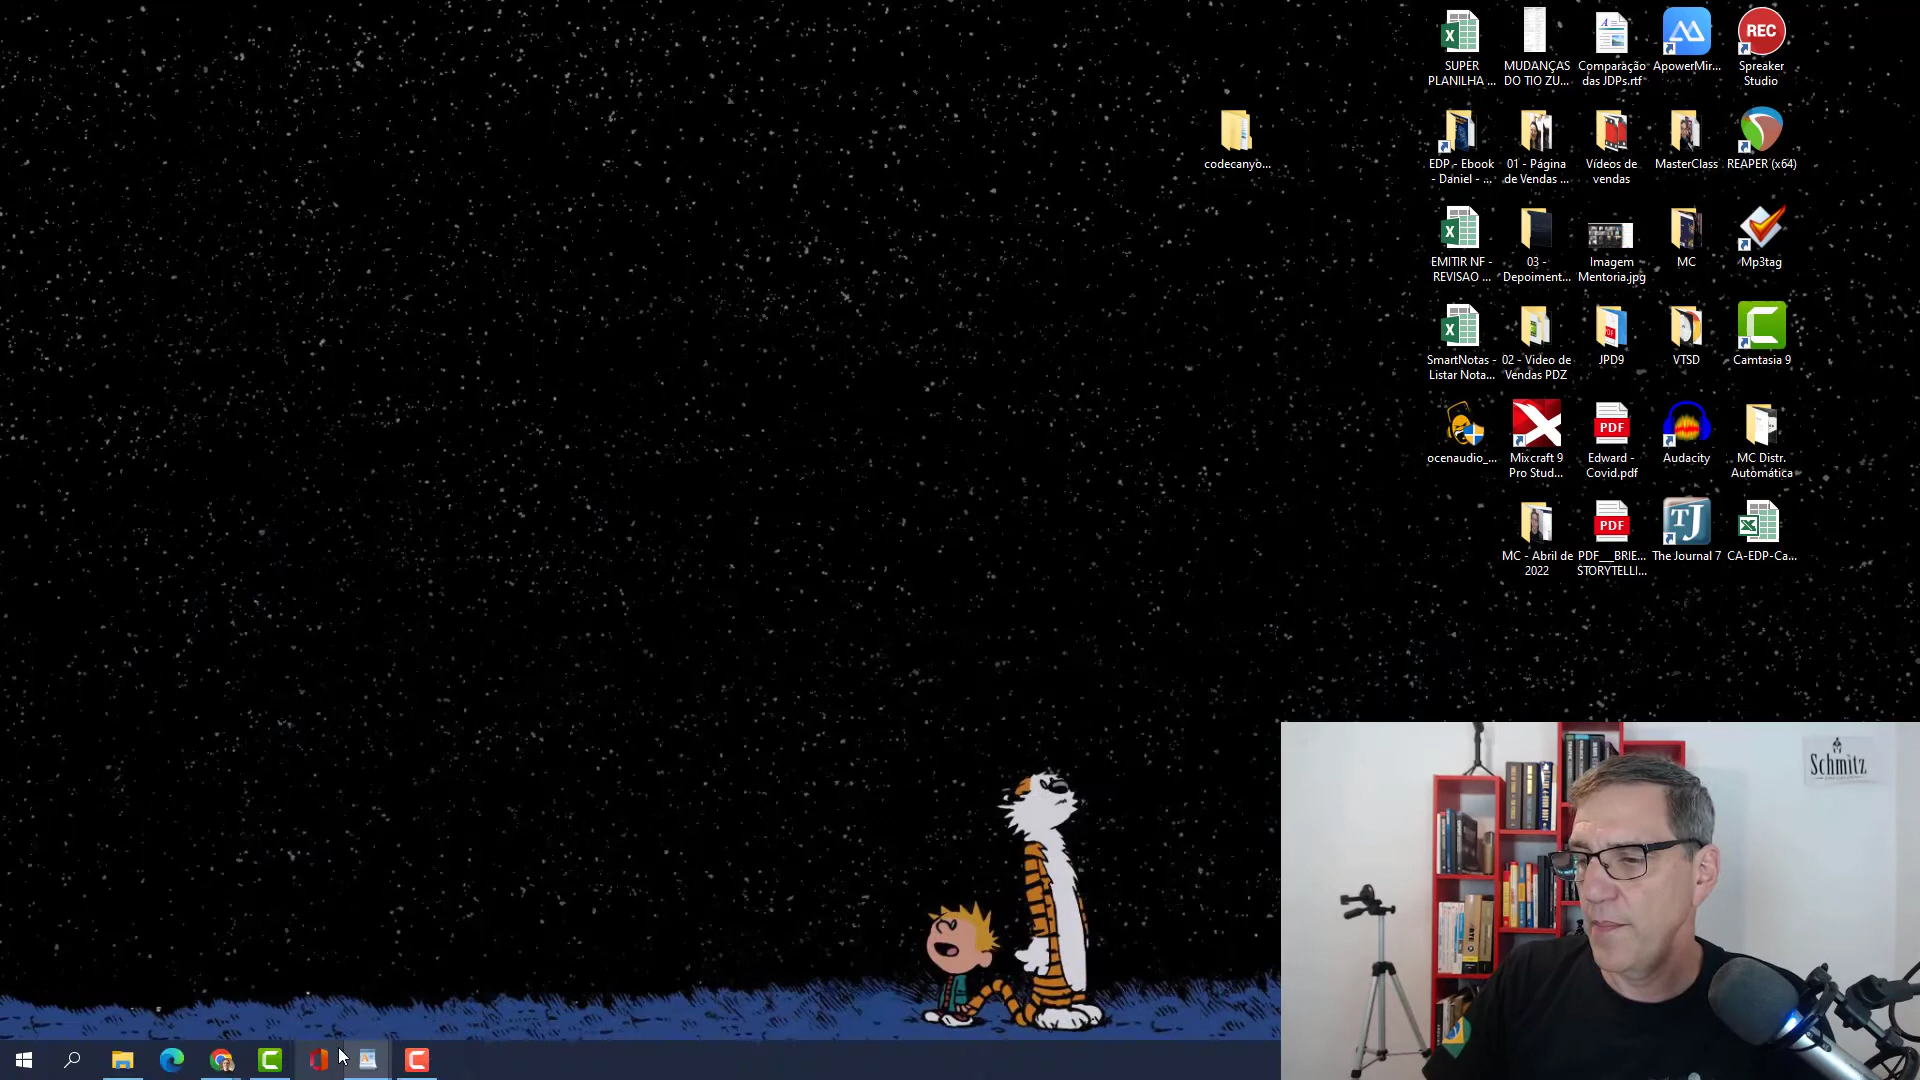 SUPER
PLANILHA ...
MUDANÇAS
DO TIO ZU...
Comparação
das JDPs.rtf
ApowerMir...
REC
Spreaker
Studio
codecanyo...
EDP - Ebook
- Daniel - ...
01 - Página
de Vendas ...
Vídeos de
vendas
MasterClass
REAPER (x64)
EMITIR NF -
REVISAO ...
03 -
Depoiment...
Imagem
Mentoria.jpg
MC
Mp3tag
SmartNotas -
Listar Nota...
02 - Video de
Vendas PDZ
JPD9
VTSD
Camtasia 9
ocenaudio_...
Mixcraft 9
Pro Stud...
PDF
Edward -
Covid.pdf
Audacity
MC Distr.
Automática
MC - Abril de
2022
PDF
PDF__BRIE...
STORYTELLI...
TJ
The Journal 7
CA-EDP-Ca...
Schmitz